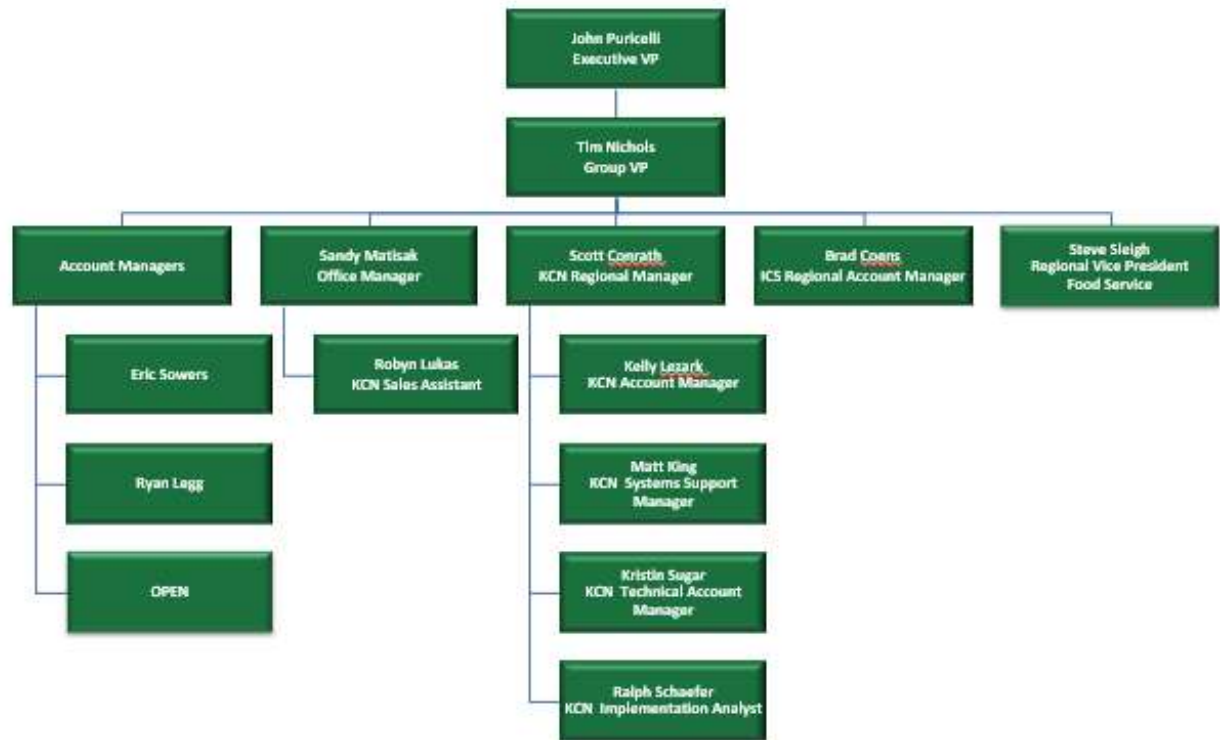 John Puricelli
Executive VP
Tim Nichols
Group VP
Account Managers
Sandy Matisak
Office Manager
Scott Conrath
KCN Regional Manager
Brad Coens
ICS Regional Account Manager
Steve Sleigh
Regional Vice President
Food Service
Eric Sowers
Ryan Legg
OPEN
Robyn Lukas
KCN Sales Assistant
Kelly Lezark
KCN Account Manager
Matt King
KCN Systems Support
Manager
Kristin Sugar
KCN Technical Account
Manager
Ralph Schaefer
KCN Implementation Analyst